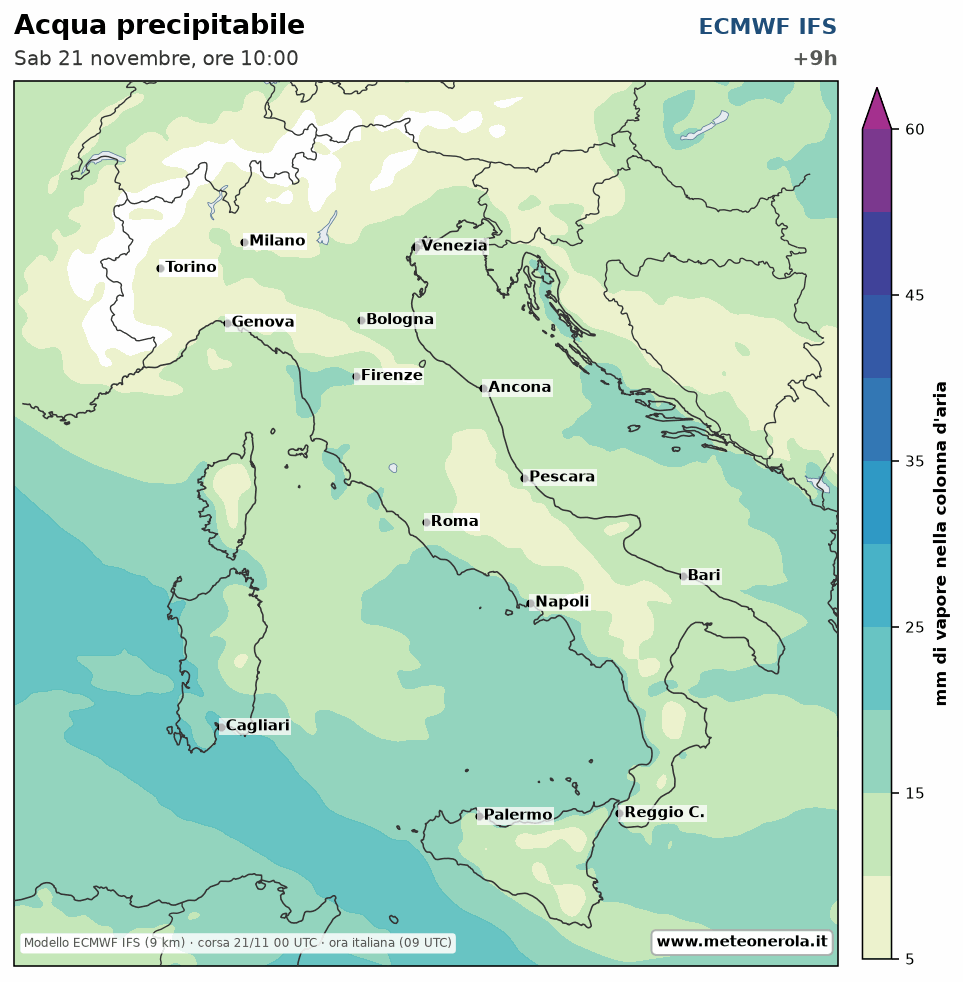 Acqua precipitabile
ECMWF IFS
Sab 21 novembre, ore 10:00
+9h
60
Milano
Venezia
Torino
45
Genova
Bologna
Firenze
Ancona
35
Pescara
Roma
mm di vapore nella colonna d'aria
Bari
Napoli
25
Cagliari
15
Palermo
Reggio C.
Modello ECMWF IFS (9 km) · corsa 21/11 00 UTC · ora italiana (09 UTC)
www.meteonerola.it
5